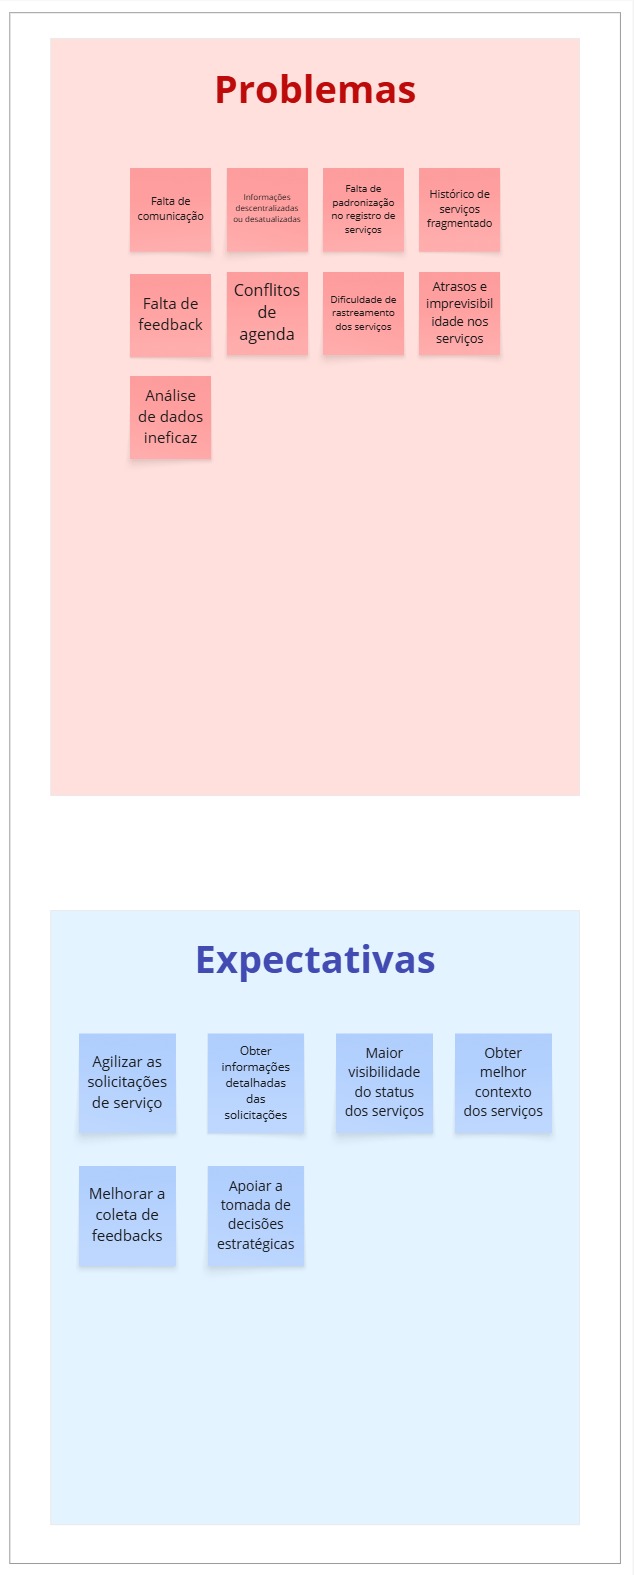 Problemas
Falta de
comunicação
Informações
descentralizadas
ou desatualizadas
Falta de
padronização
no registro de
serviços
Histórico de
serviços
fragmentado
Falta de
feedback
Conflitos
de
agenda
Dificuldade de
rastreamento
dos serviços
Atrasos e
imprevisibil
idade nos
serviços
Análise
de dados
ineficaz
Expectativas
Agilizar as
solicitações
de serviço
Obter
informações
detalhadas
das
solicitações
Maior
visibilidade
do status
dos serviços
Obter
melhor
contexto
dos serviços
Melhorar a
coleta de
feedbacks
Apoiar a
tomada de
decisões
estratégicas